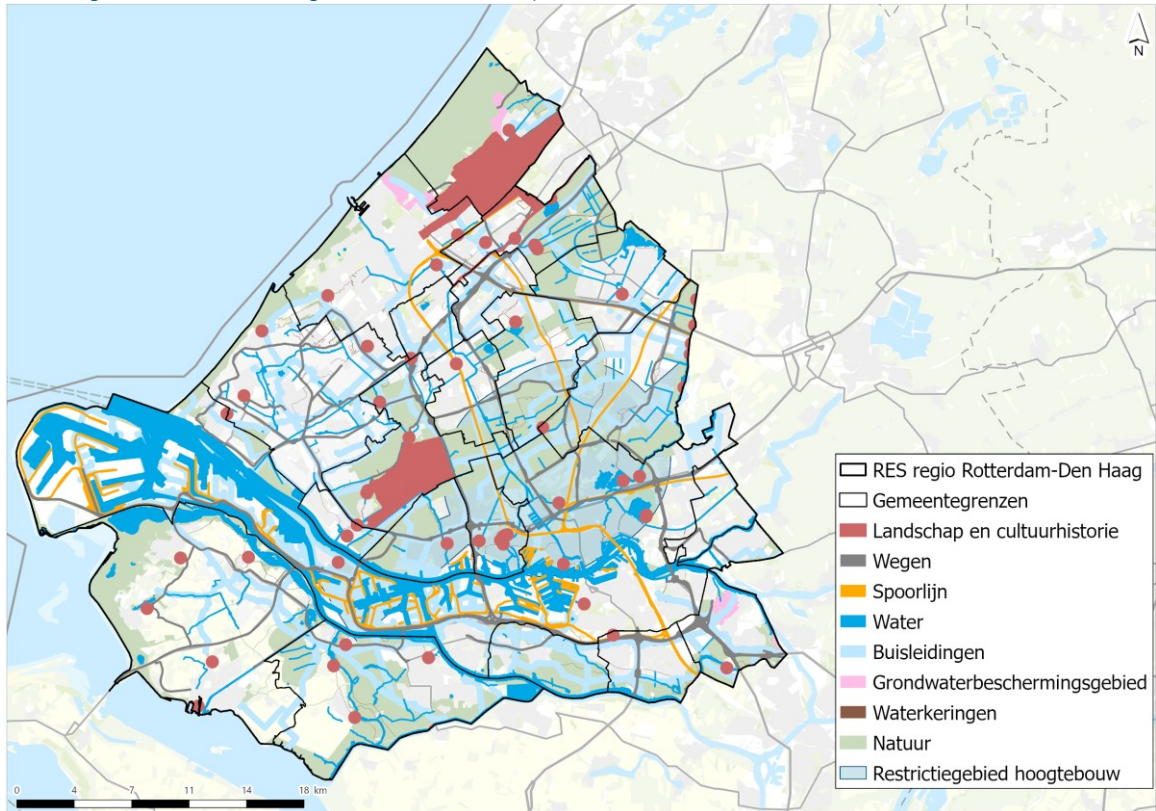 N
RES regio Rotterdam-Den Haag
Gemeentegrenzen
Landschap en cultuurhistorie
Wegen
Spoorlijn
Water
Buisleidingen
Grondwaterbeschermingsgebied
Waterkeringen
Natuur
Restrictiegebied hoogtebouw
0 4 7 11 14 18 km